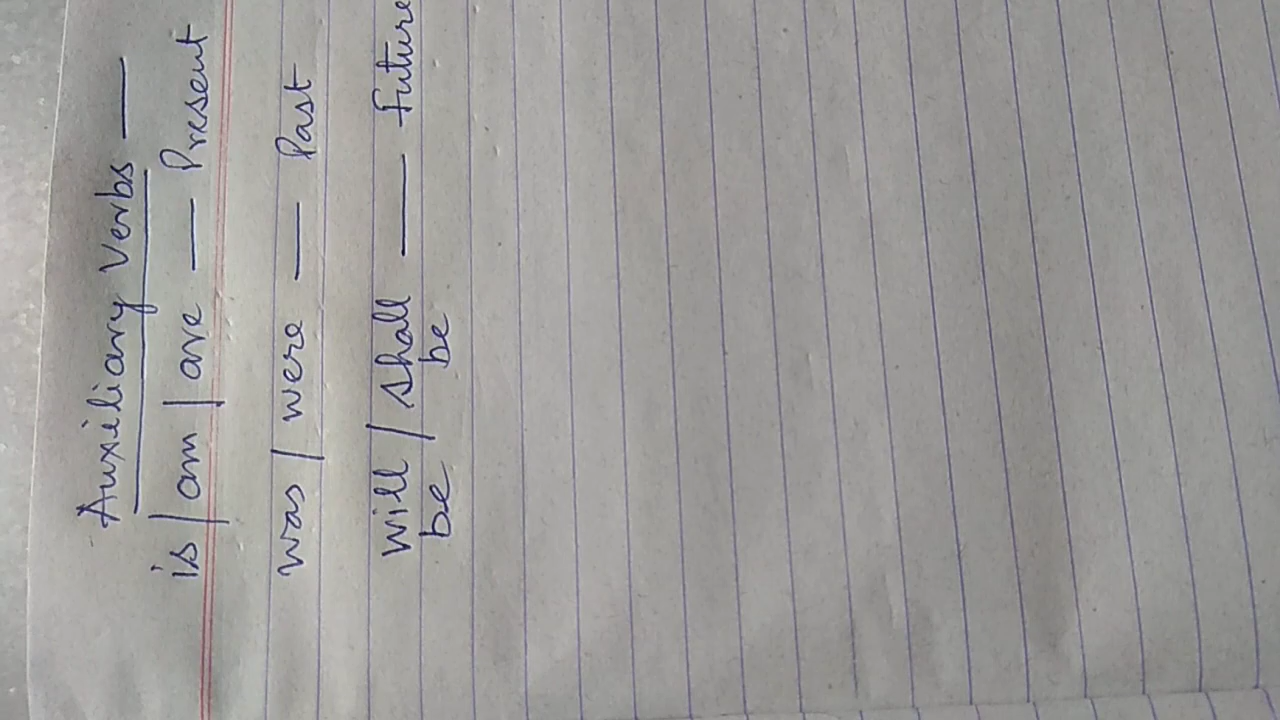 Auxiliary Verbs —
is / am / are — Present
was / were — Past
will / shall — Future
be be